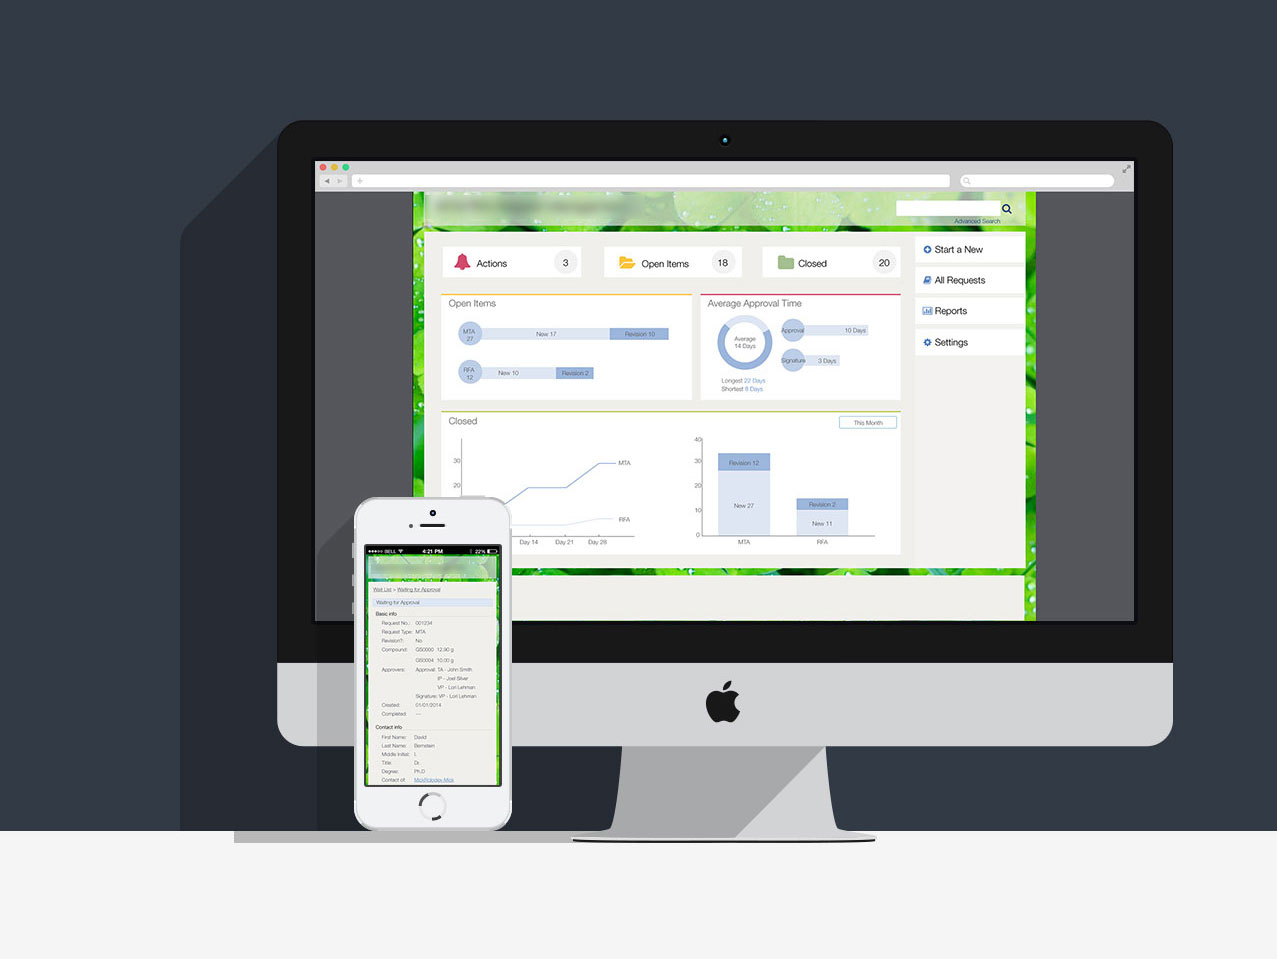 Advanced Search
Actions 3
Open Items 18
Closed 20
Start a New
All Requests
Reports
Settings
Open Items
MTA 27
New 17
Revision 10
RFA 12
New 10
Revision 2
Average Approval Time
Average
14 Days
Approval 10 Days
Signature 3 Days
Longest 22 Days
Shortest 8 Days
Closed
This Month
30
20
MTA
RFA
Day 14 Day 21 Day 28
40
30
20
10
0
Revision 12
New 27
Revision 2
New 11
MTA RFA
BELL 4:21 PM 22%
Wait List > Waiting for Approval
Waiting for Approval
Basic info
Request No.: 001234
Request Type: MTA
Revision?: No
Compound: GS0000 12.90 g
GS0004 10.00 g
Approvers: Approval: TA - John Smith
IP - Joel Silver
VP - Lori Lehman
Signature: VP - Lori Lehman
Created: 01/01/2014
Completed: ---
Contact info
First Name: David
Last Name: Bernstein
Middle Initial: L
Title: Dr.
Degree: Ph.D
Contact of: